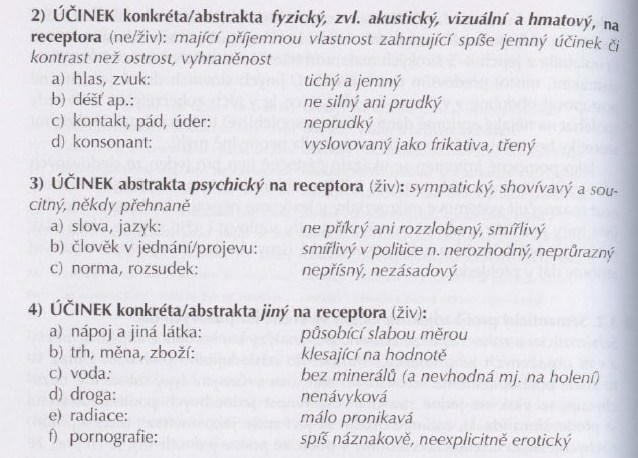 2) ÚČINEK konkréta/abstrakta fyzický, zvl. akustický, vizuální a hmatový, na
receptora (ne/živ): mající příjemnou vlastnost zahrnující spíše jemný účinek či
kontrast než ostrost, vyhraněnost
a) hlas, zvuk: tichý a jemný
b) déšť ap.: ne silný ani prudký
c) kontakt, pád, úder: neprudký
d) konsonant: vyslovovaný jako frikativa, třený
3) ÚČINEK abstrakta psychický na receptora (živ): sympatický, shovívavý a sou-
citný, někdy přehnaně
a) slova, jazyk: ne příkrý ani rozzlobený, smířlivý
b) člověk v jednání/projevu: smířlivý v politice n. nerozhodný, neprůrazný
c) norma, rozsudek: nepřísný, nezásadový
4) ÚČINEK konkréta/abstrakta jiný na receptora (živ):
a) nápoj a jiná látka: působící slabou měrou
b) trh, měna, zboží: klesající na hodnotě
c) voda: bez minerálů (a nevhodná mj. na holení)
d) droga: nenávyková
e) radiace: málo pronikavá
f) pornografie: spíš náznakově, neexplicitně erotický